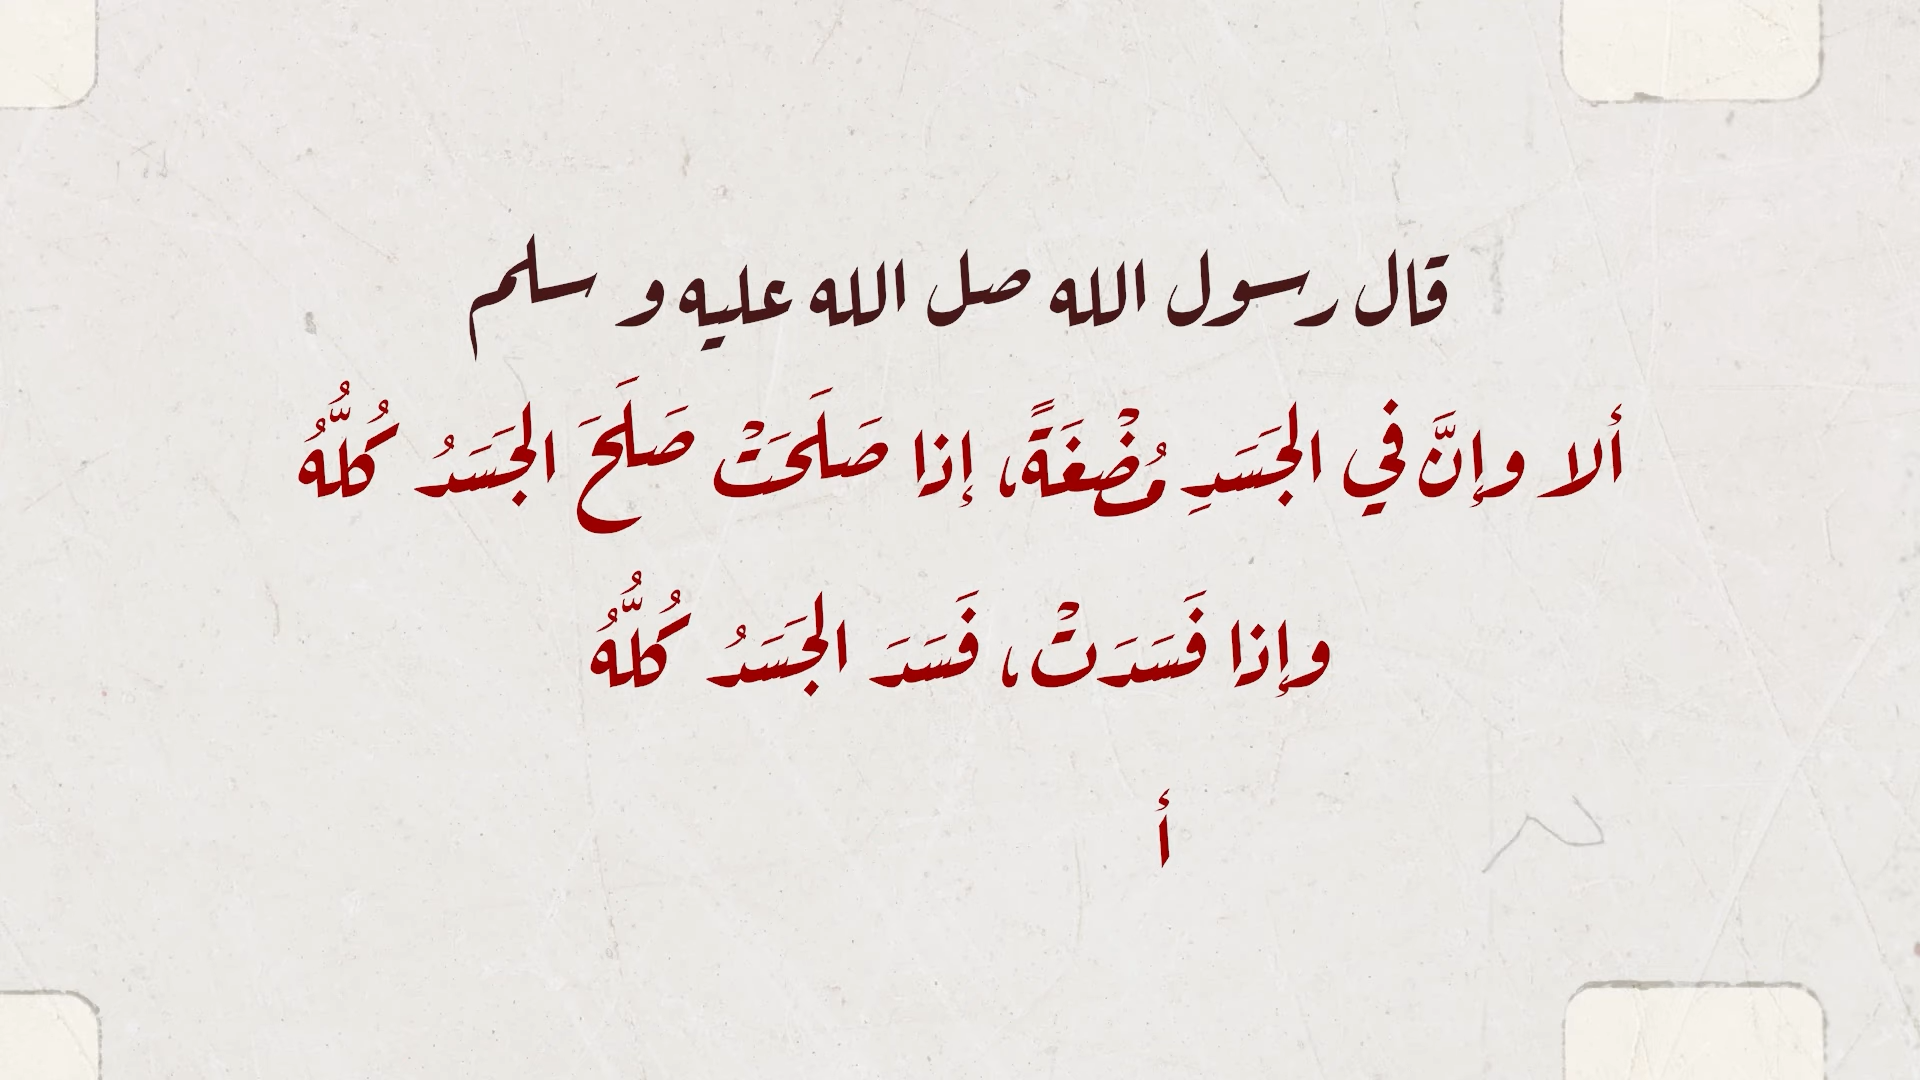 قال رسول الله صل الله عليه و سلم
ألا وإنَّ في الجَسَدِ مُضْغَةً، إذا صَلَحَتْ صَلَحَ الجَسَدُ كُلُّهُ
وإذا فَسَدَتْ، فَسَدَ الجَسَدُ كُلُّهُ
أ